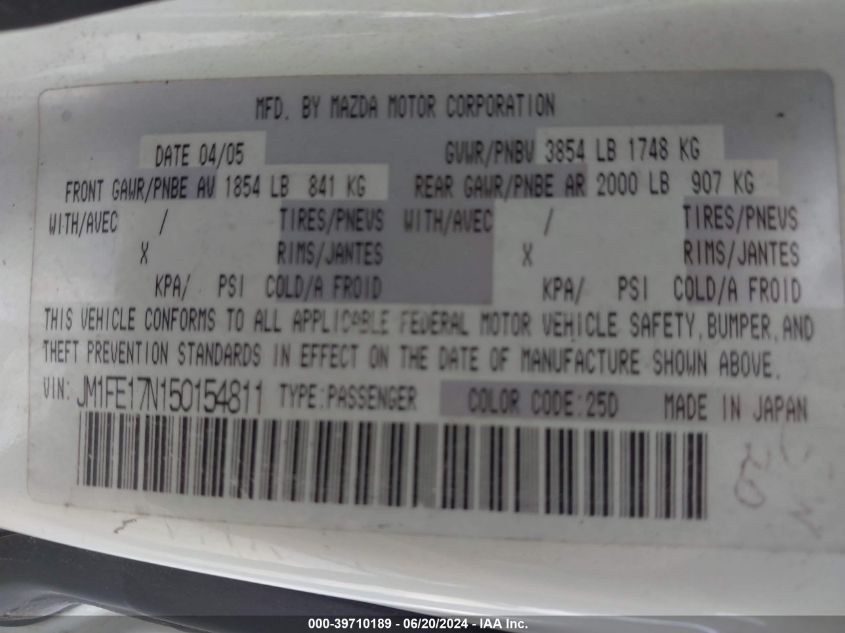 MFD. BY MAZDA MOTOR CORPORATION
DATE 04/05 GVWR/PNBV 3854 LB 1748 KG
FRONT GAWR/PNBE AV 1854 LB 841 KG REAR GAWR/PNBE AR 2000 LB 907 KG
WITH/AVEC / TIRES/PNEUS WITH/AVEC / TIRES/PNEUS
X RIMS/JANTES X RIMS/JANTES
KPA/ PSI COLD/A FROID KPA/ PSI COLD/A FROID
THIS VEHICLE CONFORMS TO ALL APPLICABLE FEDERAL MOTOR VEHICLE SAFETY, BUMPER, AND
THEFT PREVENTION STANDARDS IN EFFECT ON THE DATE OF MANUFACTURE SHOWN ABOVE.
VIN: JM1FE17N150154811 TYPE:PASSENGER COLOR CODE:25D MADE IN JAPAN
000-39710189 - 06/20/2024 - IAA Inc.